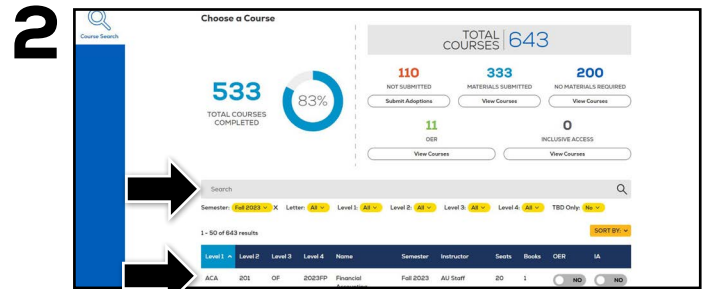 2
Course Search
Choose a Course
TOTAL COURSES 643
533
TOTAL COURSES
COMPLETED
83%
110
NOT SUBMITTED
Submit Adoptions
333
MATERIALS SUBMITTED
View Courses
200
NO MATERIALS REQUIRED
View Courses
11
OER
View Courses
0
INCLUSIVE ACCESS
View Courses
Search
Semester: Fall 2023 X Letter: All Level 1: All Level 2: All Level 3: All Level 4: All TBD Only: No
1 - 50 of 643 results
SORT BY:
Level 1 Level 2 Level 3 Level 4 Name Semester Instructor Seats Books OER IA
ACA 201 OF 2023FP Financial Fall 2023 AU Staff 20 1 NO NO